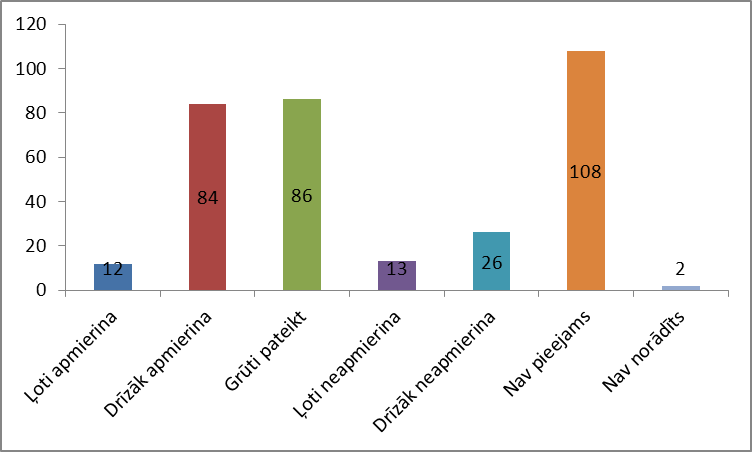 120
100
80
60
40
20
0
12
84
86
13
26
108
2
Ļoti apmierina
Drīzāk apmierina
Grūti pateikt
Ļoti neapmierina
Drīzāk neapmierina
Nav pieejams
Nav norādīts